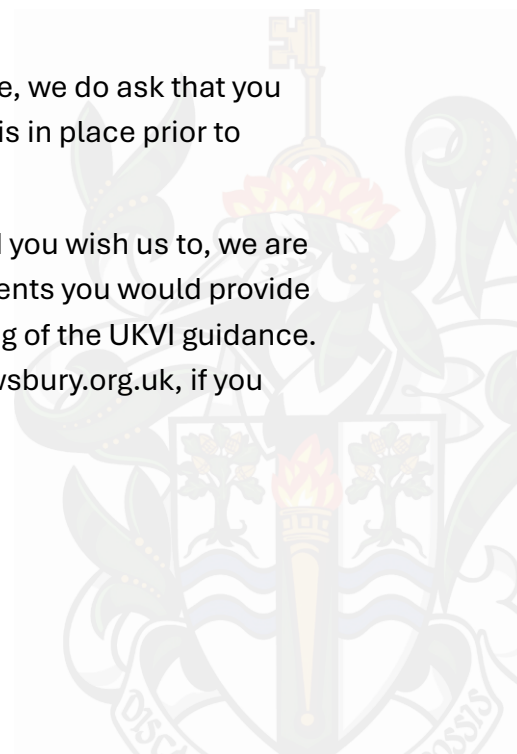 e, we do ask that you
is in place prior to
you wish us to, we are
ents you would provide
g of the UKVI guidance.
wsbury.org.uk, if you